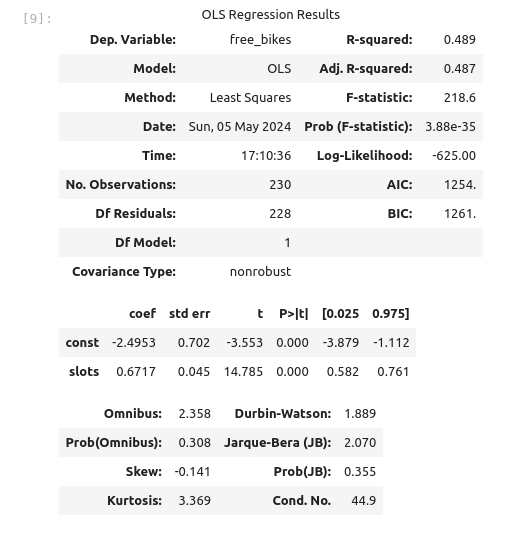 [9]:
OLS Regression Results
Dep. Variable: free_bikes R-squared: 0.489
Model: OLS Adj. R-squared: 0.487
Method: Least Squares F-statistic: 218.6
Date: Sun, 05 May 2024 Prob (F-statistic): 3.88e-35
Time: 17:10:36 Log-Likelihood: -625.00
No. Observations: 230 AIC: 1254.
Df Residuals: 228 BIC: 1261.
Df Model: 1
Covariance Type: nonrobust
coef std err t P>|t| [0.025 0.975]
const -2.4953 0.702 -3.553 0.000 -3.879 -1.112
slots 0.6717 0.045 14.785 0.000 0.582 0.761
Omnibus: 2.358 Durbin-Watson: 1.889
Prob(Omnibus): 0.308 Jarque-Bera (JB): 2.070
Skew: -0.141 Prob(JB): 0.355
Kurtosis: 3.369 Cond. No. 44.9